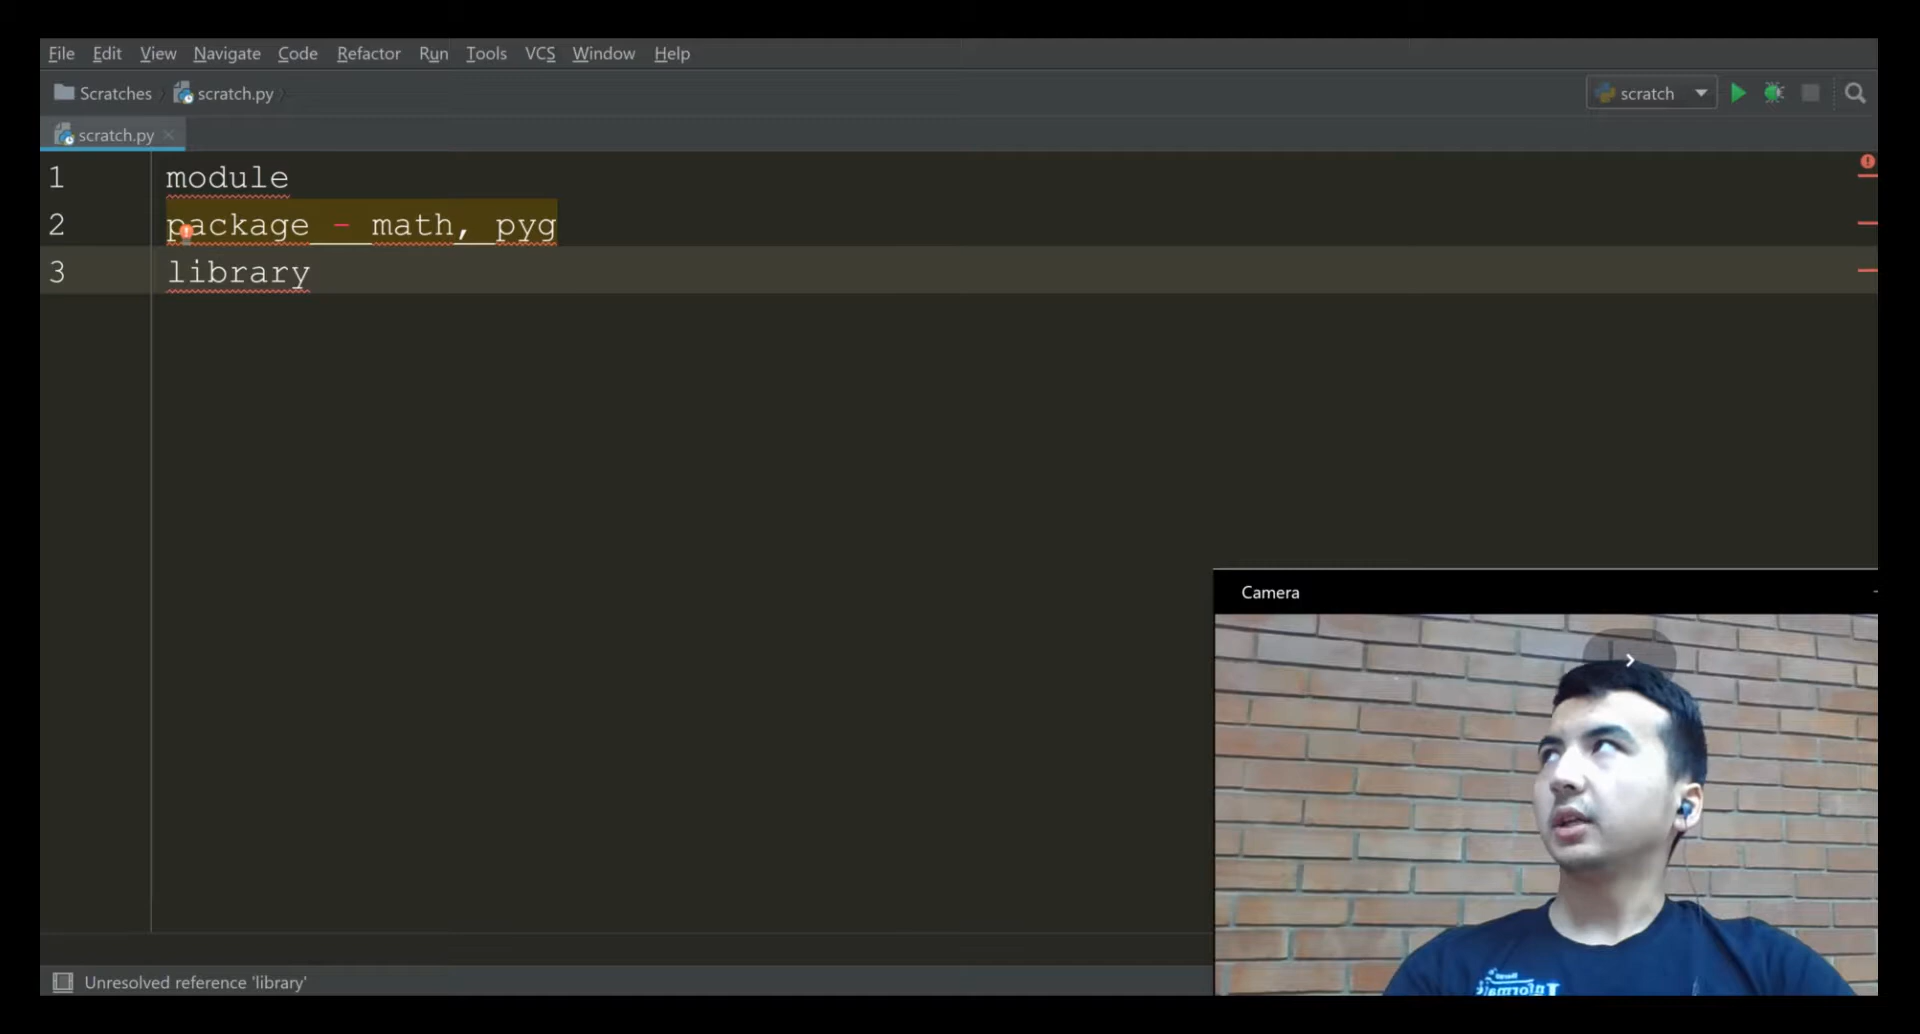 File Edit View Navigate Code Refactor Run Tools VCS Window Help
Scratches scratch.py scratch
scratch.py
1 module
2 package - math, pyg
3 library
Camera
Unresolved reference 'library'